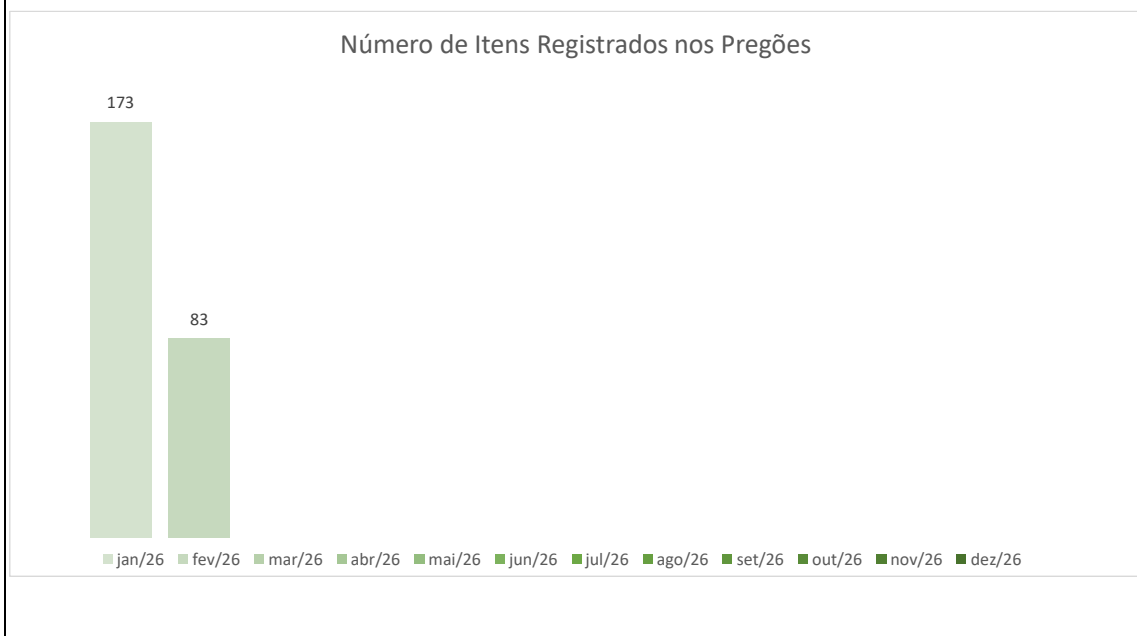 Número de Itens Registrados nos Pregões
173
83
jan/26 fev/26 mar/26 abr/26 mai/26 jun/26 jul/26 ago/26 set/26 out/26 nov/26 dez/26